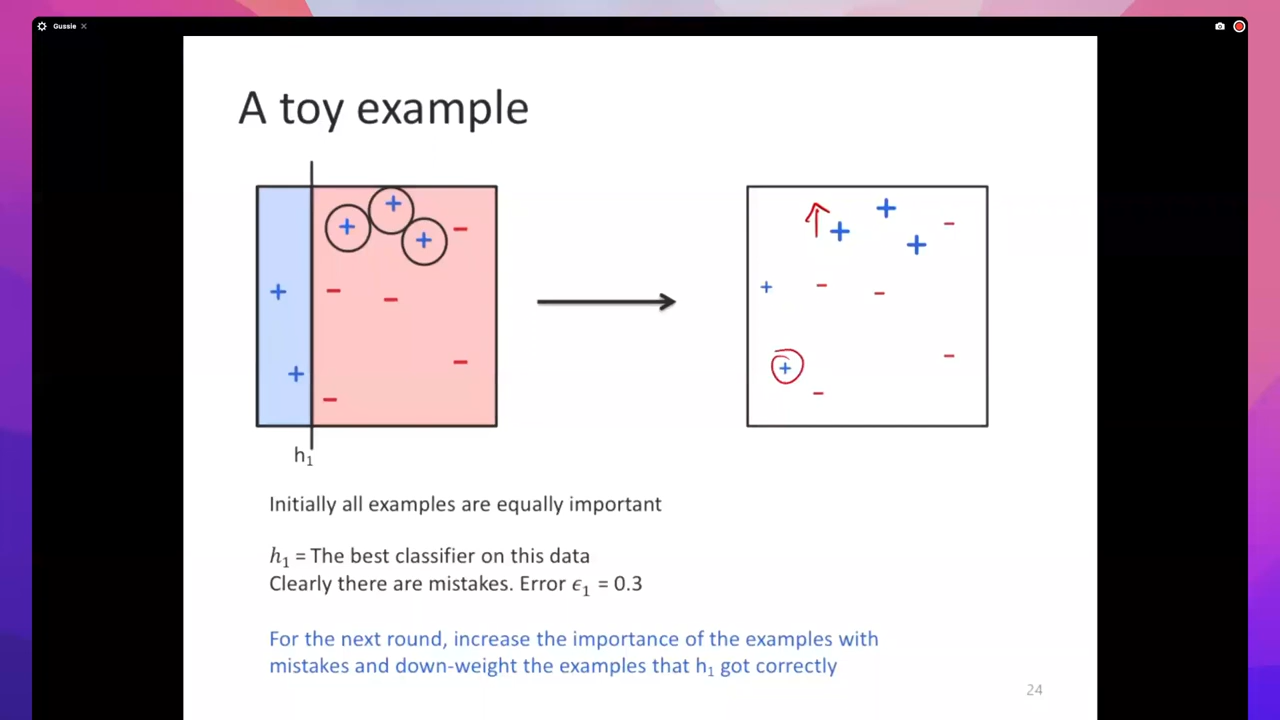 Gussie
A toy example
h1
Initially all examples are equally important
h1 = The best classifier on this data
Clearly there are mistakes. Error ϵ1 = 0.3
For the next round, increase the importance of the examples with
mistakes and down-weight the examples that h1 got correctly
24